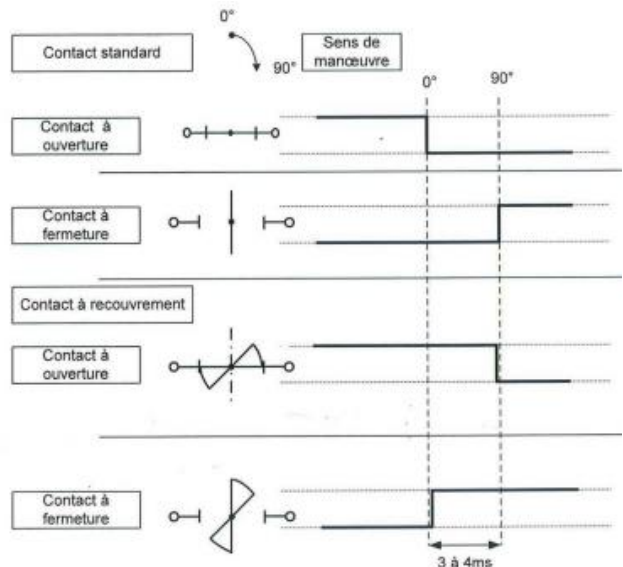 0°
Contact standard
Sens de
manœuvre
90°
0°
90°
Contact à
ouverture
Contact à
fermeture
Contact à recouvrement
Contact à
ouverture
Contact à
fermeture
3 à 4ms